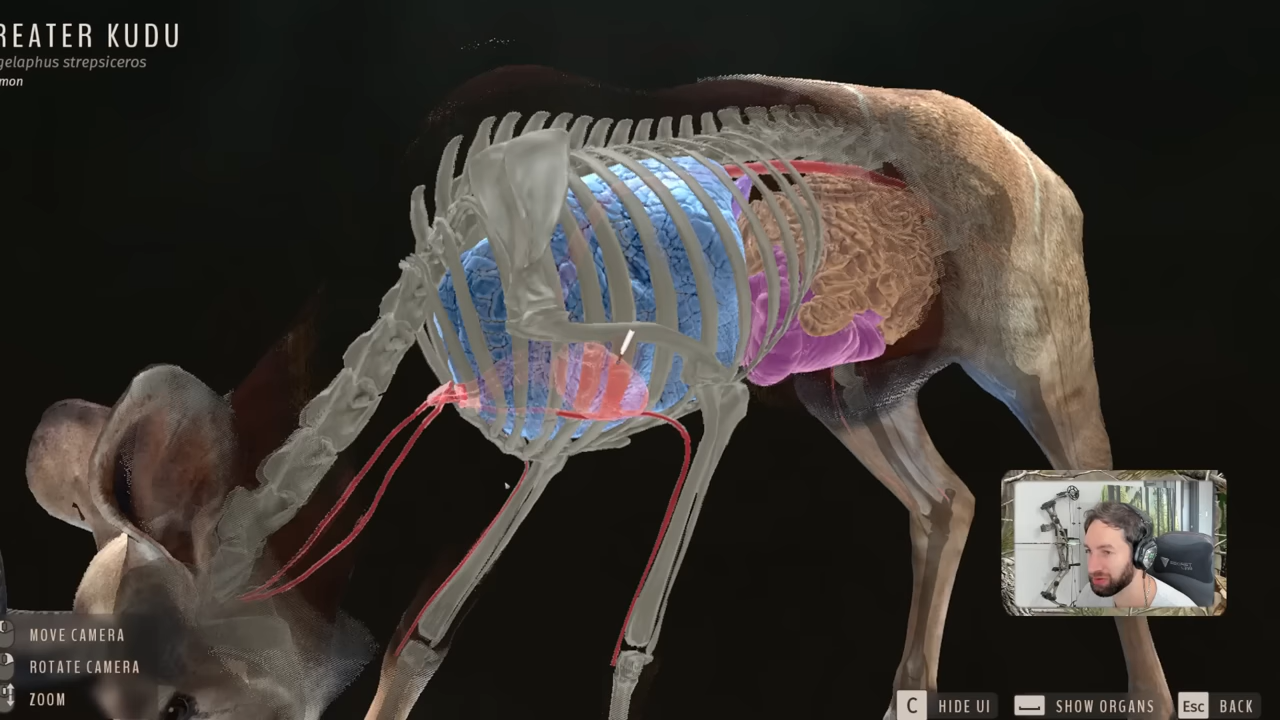 REATER KUDU
gelaphus strepsiceros
mon
MOVE CAMERA
ROTATE CAMERA
ZOOM
C HIDE UI
SHOW ORGANS
Esc BACK